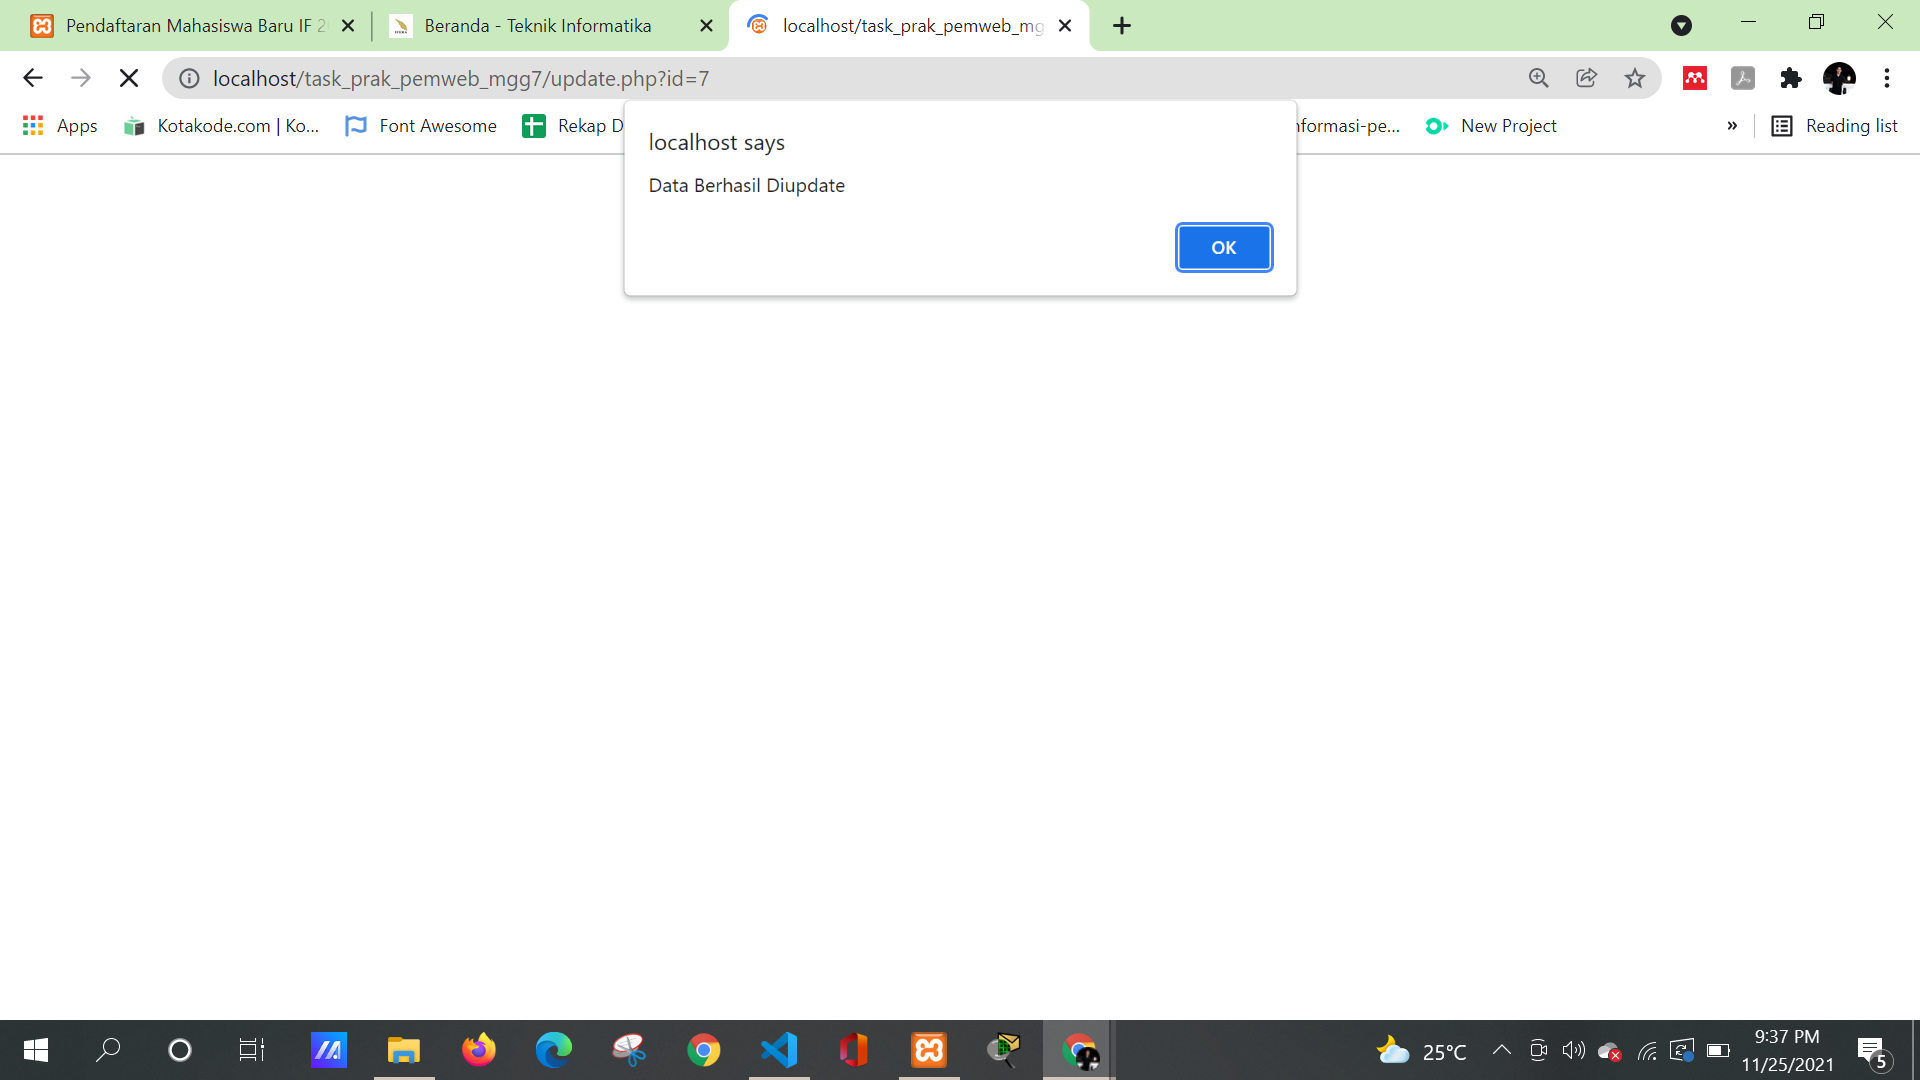 Pendaftaran Mahasiswa Baru IF
Beranda - Teknik Informatika
localhost/task_prak_pemweb_mg
localhost/task_prak_pemweb_mgg7/update.php?id=7
Apps
Kotakode.com | Ko...
Font Awesome
Rekap D
nformasi-pe...
New Project
»
Reading list
localhost says
Data Berhasil Diupdate
OK
25°C
9:37 PM
11/25/2021
5